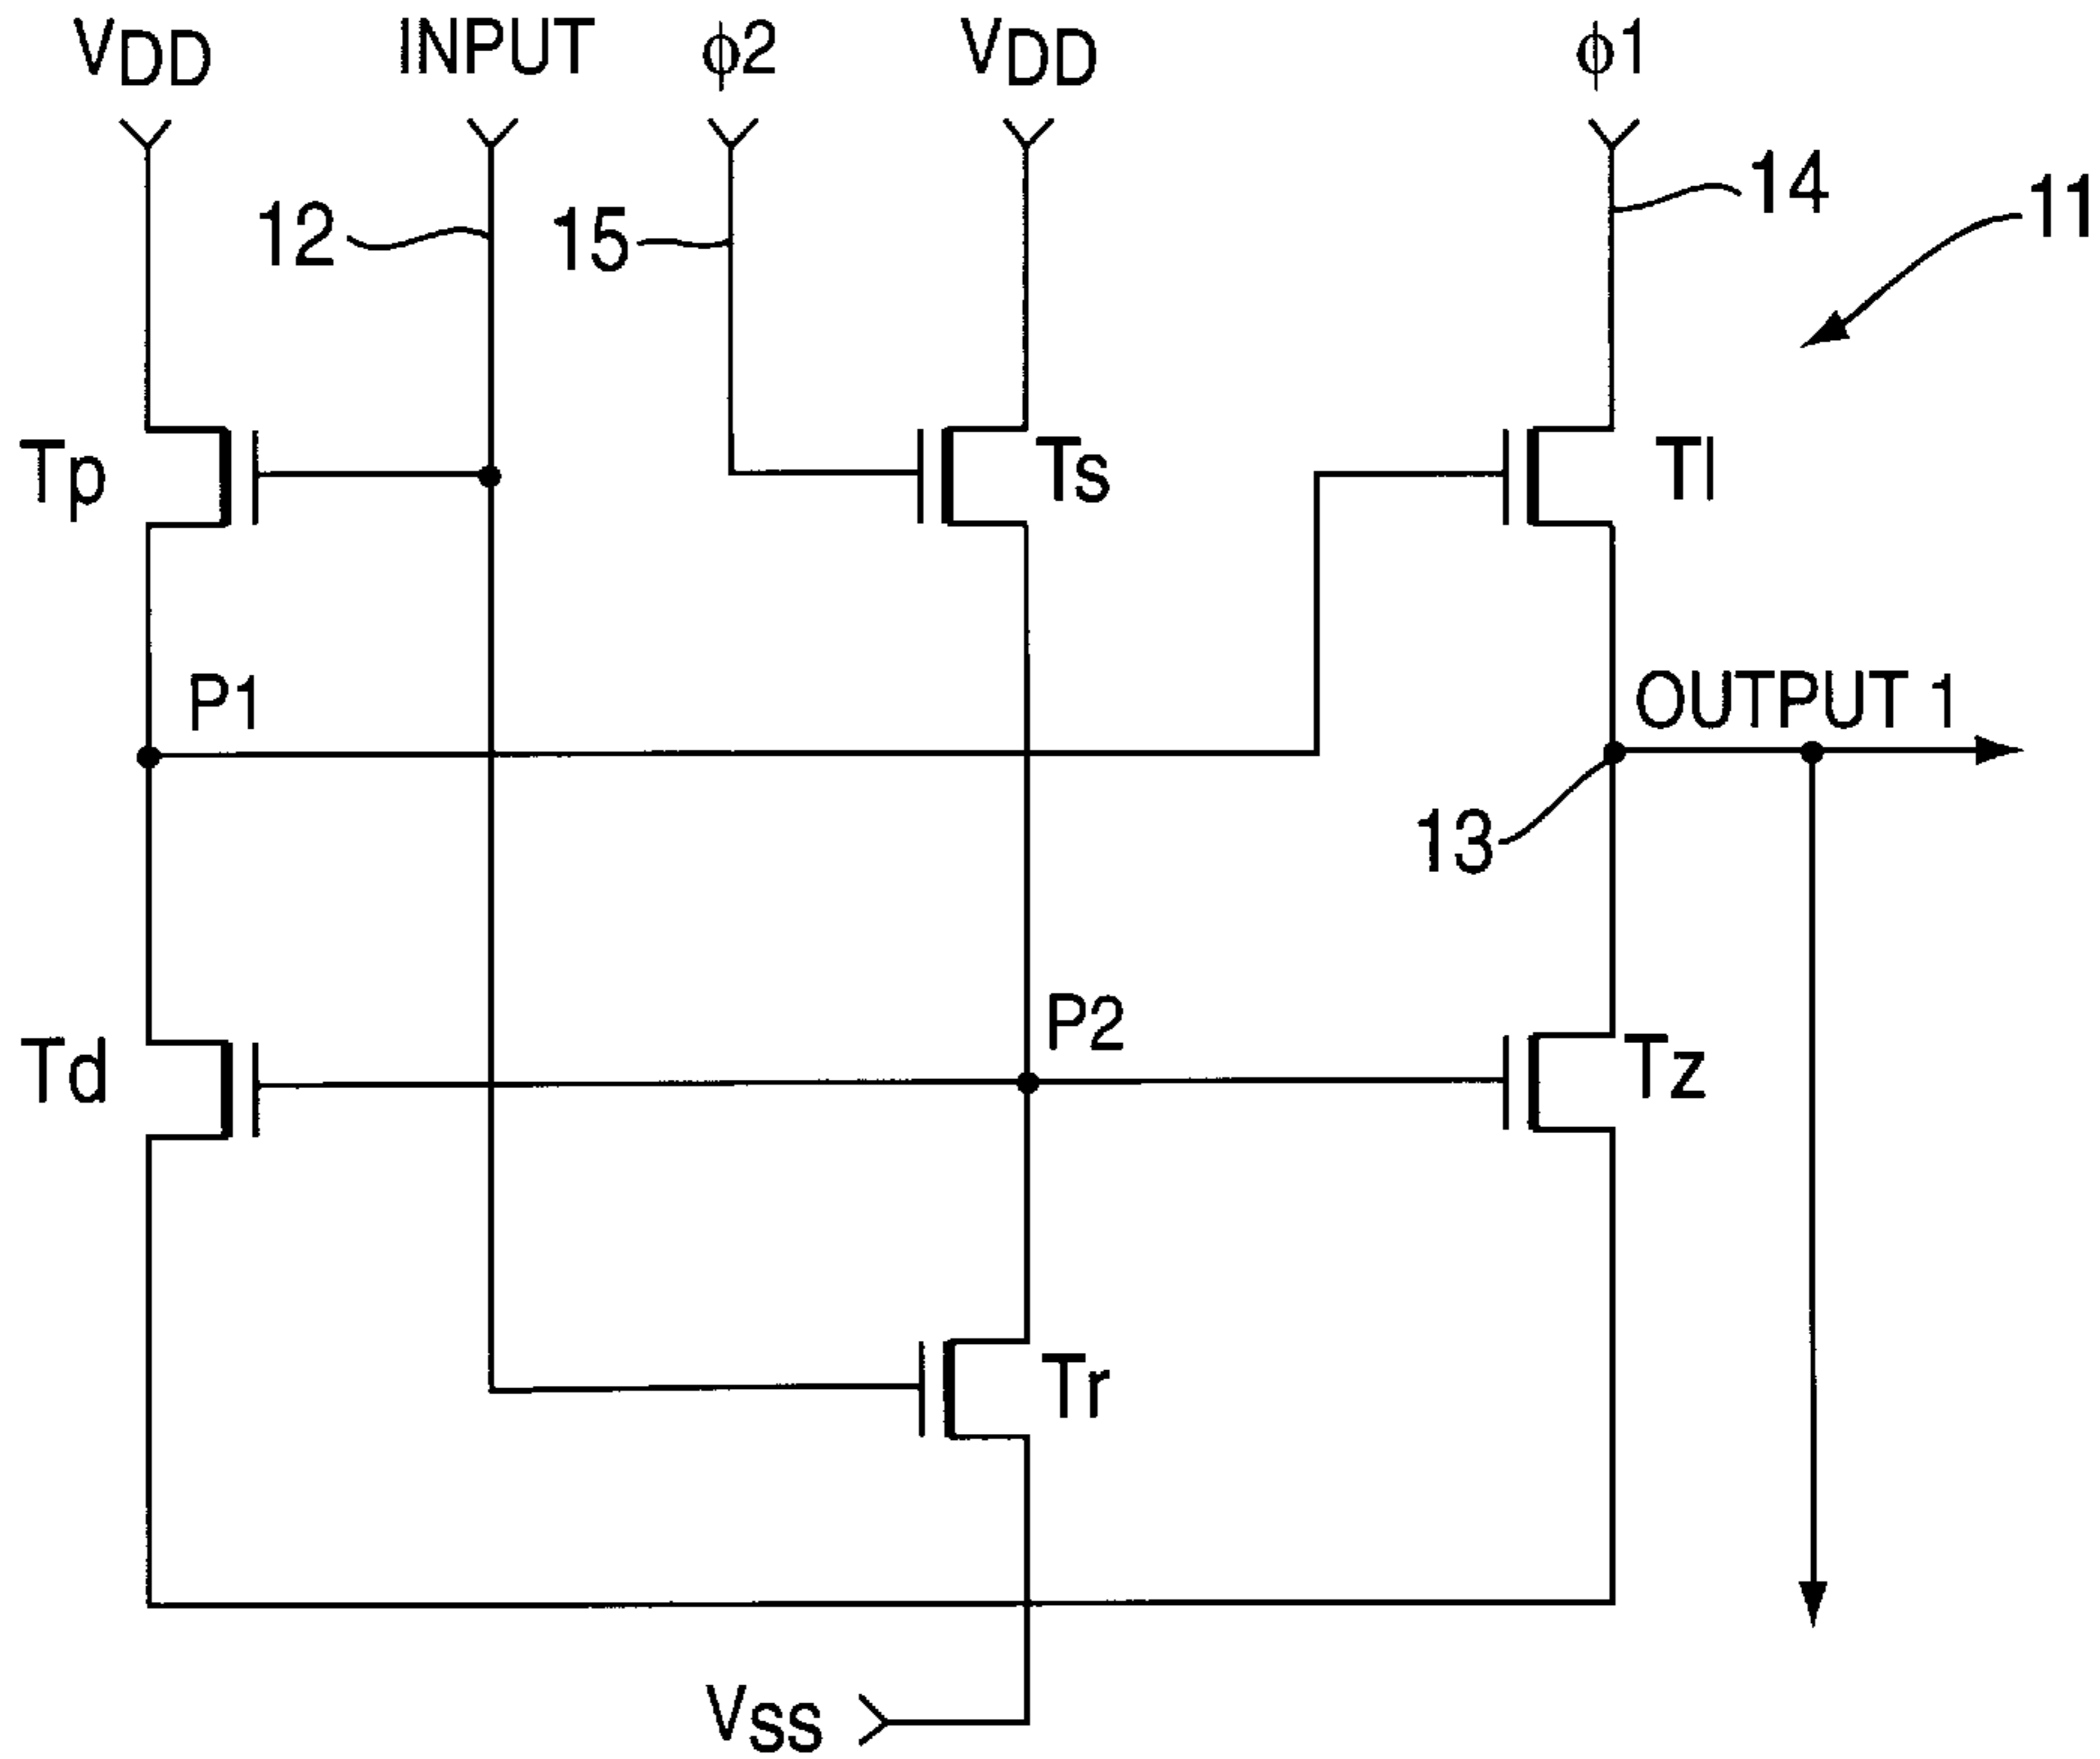 VDD INPUT ϕ2 VDD ϕ1
12 15 14 11
Tp Ts Tl
P1 OUTPUT 1
13
Td P2 Tz
Tr
VSS